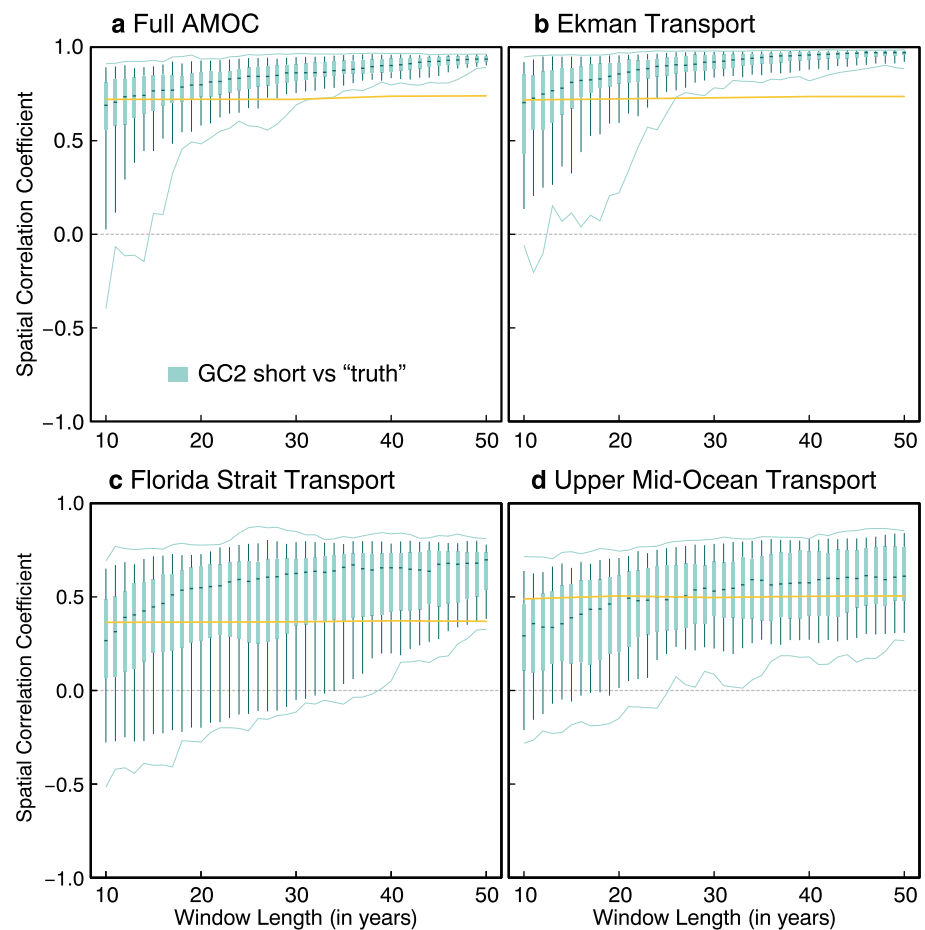 a Full AMOC
b Ekman Transport
1.0
0.5
0.0
−0.5
−1.0
Spatial Correlation Coefficient
GC2 short vs “truth”
10 20 30 40 50
10 20 30 40 50
c Florida Strait Transport
d Upper Mid-Ocean Transport
1.0
0.5
0.0
−0.5
−1.0
Spatial Correlation Coefficient
10 20 30 40 50
10 20 30 40 50
Window Length (in years)
Window Length (in years)